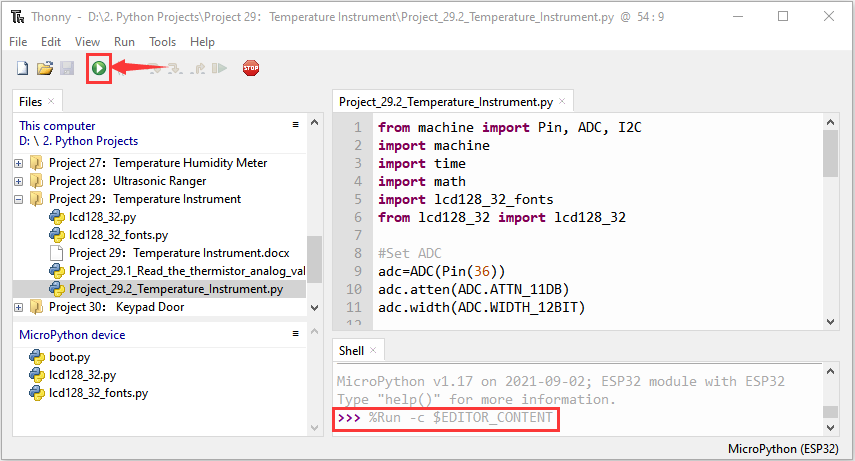 Thonny - D:\2. Python Projects\Project 29：Temperature Instrument\Project_29.2_Temperature_Instrument.py @ 54:9
File Edit View Run Tools Help
STOP
Files ×
This computer
D: \ 2. Python Projects
Project 27：Temperature Humidity Meter
Project 28：Ultrasonic Ranger
Project 29：Temperature Instrument
lcd128_32.py
lcd128_32_fonts.py
Project 29：Temperature Instrument.docx
Project_29.1_Read_the_thermistor_analog_val
Project_29.2_Temperature_Instrument.py
Project 30：Keypad Door
MicroPython device
boot.py
lcd128_32.py
lcd128_32_fonts.py
Project_29.2_Temperature_Instrument.py ×
1 from machine import Pin, ADC, I2C
2 import machine
3 import time
4 import math
5 import lcd128_32_fonts
6 from lcd128_32 import lcd128_32
7
8 #Set ADC
9 adc=ADC(Pin(36))
10 adc.atten(ADC.ATTN_11DB)
11 adc.width(ADC.WIDTH_12BIT)
12
Shell ×
MicroPython v1.17 on 2021-09-02; ESP32 module with ESP32
Type "help()" for more information.
>>> %Run -c $EDITOR_CONTENT
MicroPython (ESP32)